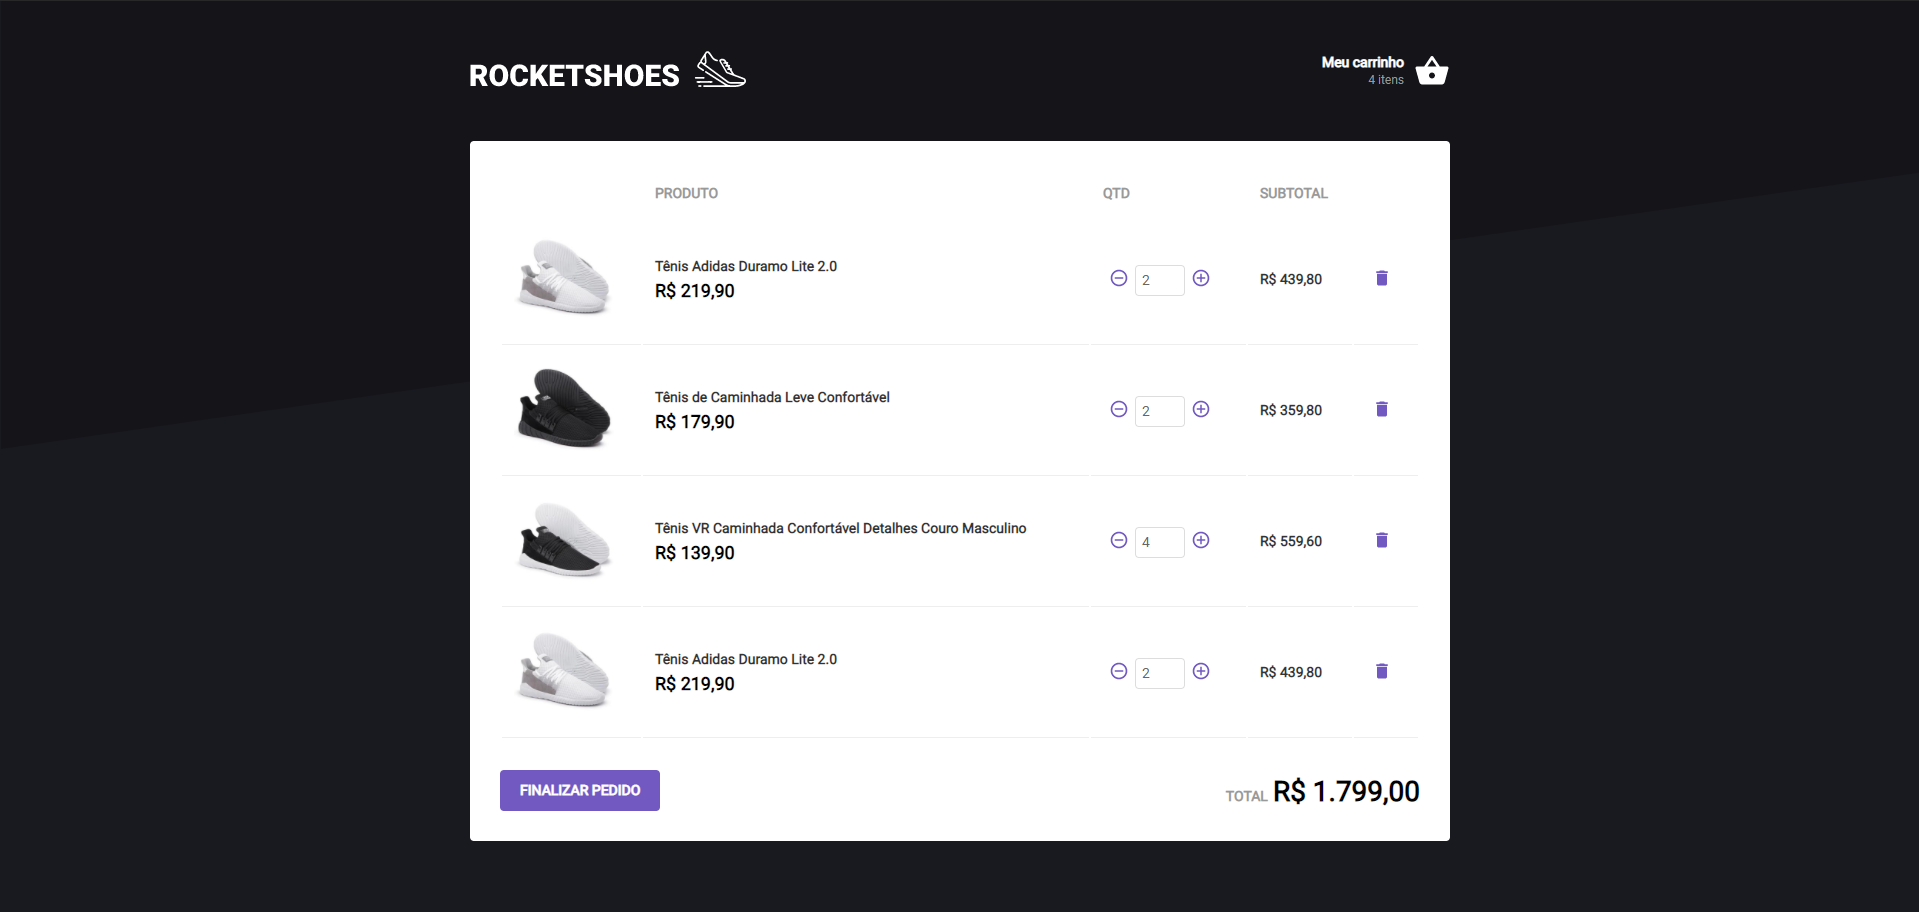 ROCKETSHOES
Meu carrinho
4 itens
PRODUTO QTD SUBTOTAL
Tênis Adidas Duramo Lite 2.0
R$ 219,90
2
R$ 439,80
Tênis de Caminhada Leve Confortável
R$ 179,90
2
R$ 359,80
Tênis VR Caminhada Confortável Detalhes Couro Masculino
R$ 139,90
4
R$ 559,60
Tênis Adidas Duramo Lite 2.0
R$ 219,90
2
R$ 439,80
FINALIZAR PEDIDO
TOTAL R$ 1.799,00